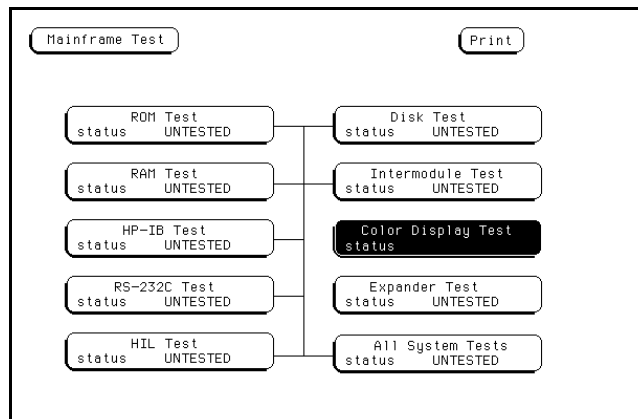 Mainframe Test
Print
ROM Test
status UNTESTED
Disk Test
status UNTESTED
RAM Test
status UNTESTED
Intermodule Test
status UNTESTED
HP-IB Test
status UNTESTED
Color Display Test
status
RS-232C Test
status UNTESTED
Expander Test
status UNTESTED
HIL Test
status UNTESTED
All System Tests
status UNTESTED